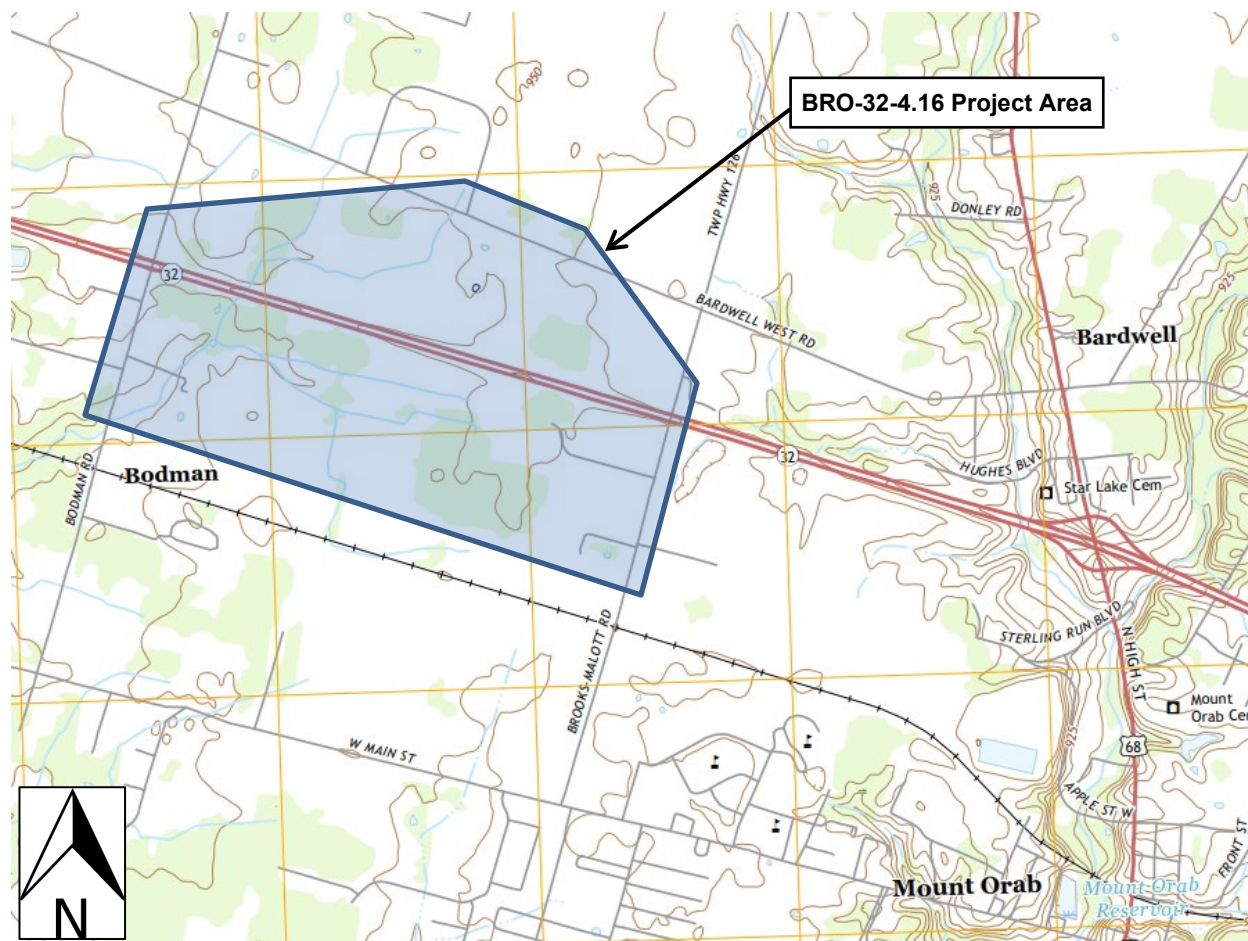 950
BRO-32-4.16 Project Area
TWP HWY 126
925
DONLEY RD
32
925
BARDWELL WEST RD
Bardwell
32
HUGHES BLVD
Star Lake Cem
Bodman
BODMAN RD
STERLING RUN BLVD
N HIGH ST
BROOKS-MALOTT RD
Mount
Orab Cem
W MAIN ST
925
68
APPLE ST W
FRONT ST
Mount Orab
Mount Orab
Reservoir
N